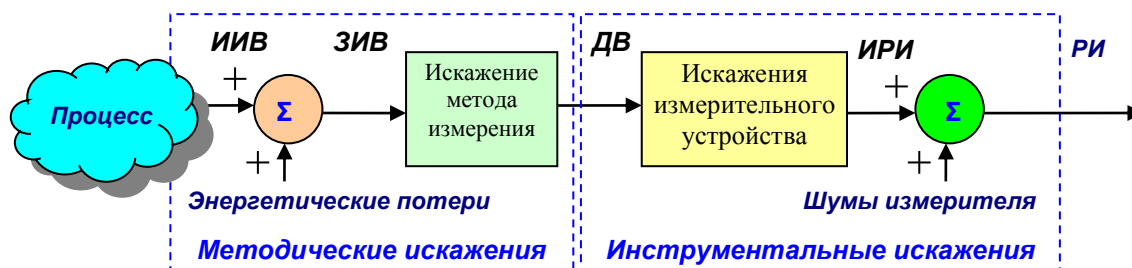 ИИВ
ЗИВ
ДВ
ИРИ
РИ
Процесс
+
Σ
+
Искажение
метода
измерения
Искажения
измерительного
устройства
+
Σ
+
Энергетические потери
Шумы измерителя
Методические искажения
Инструментальные искажения